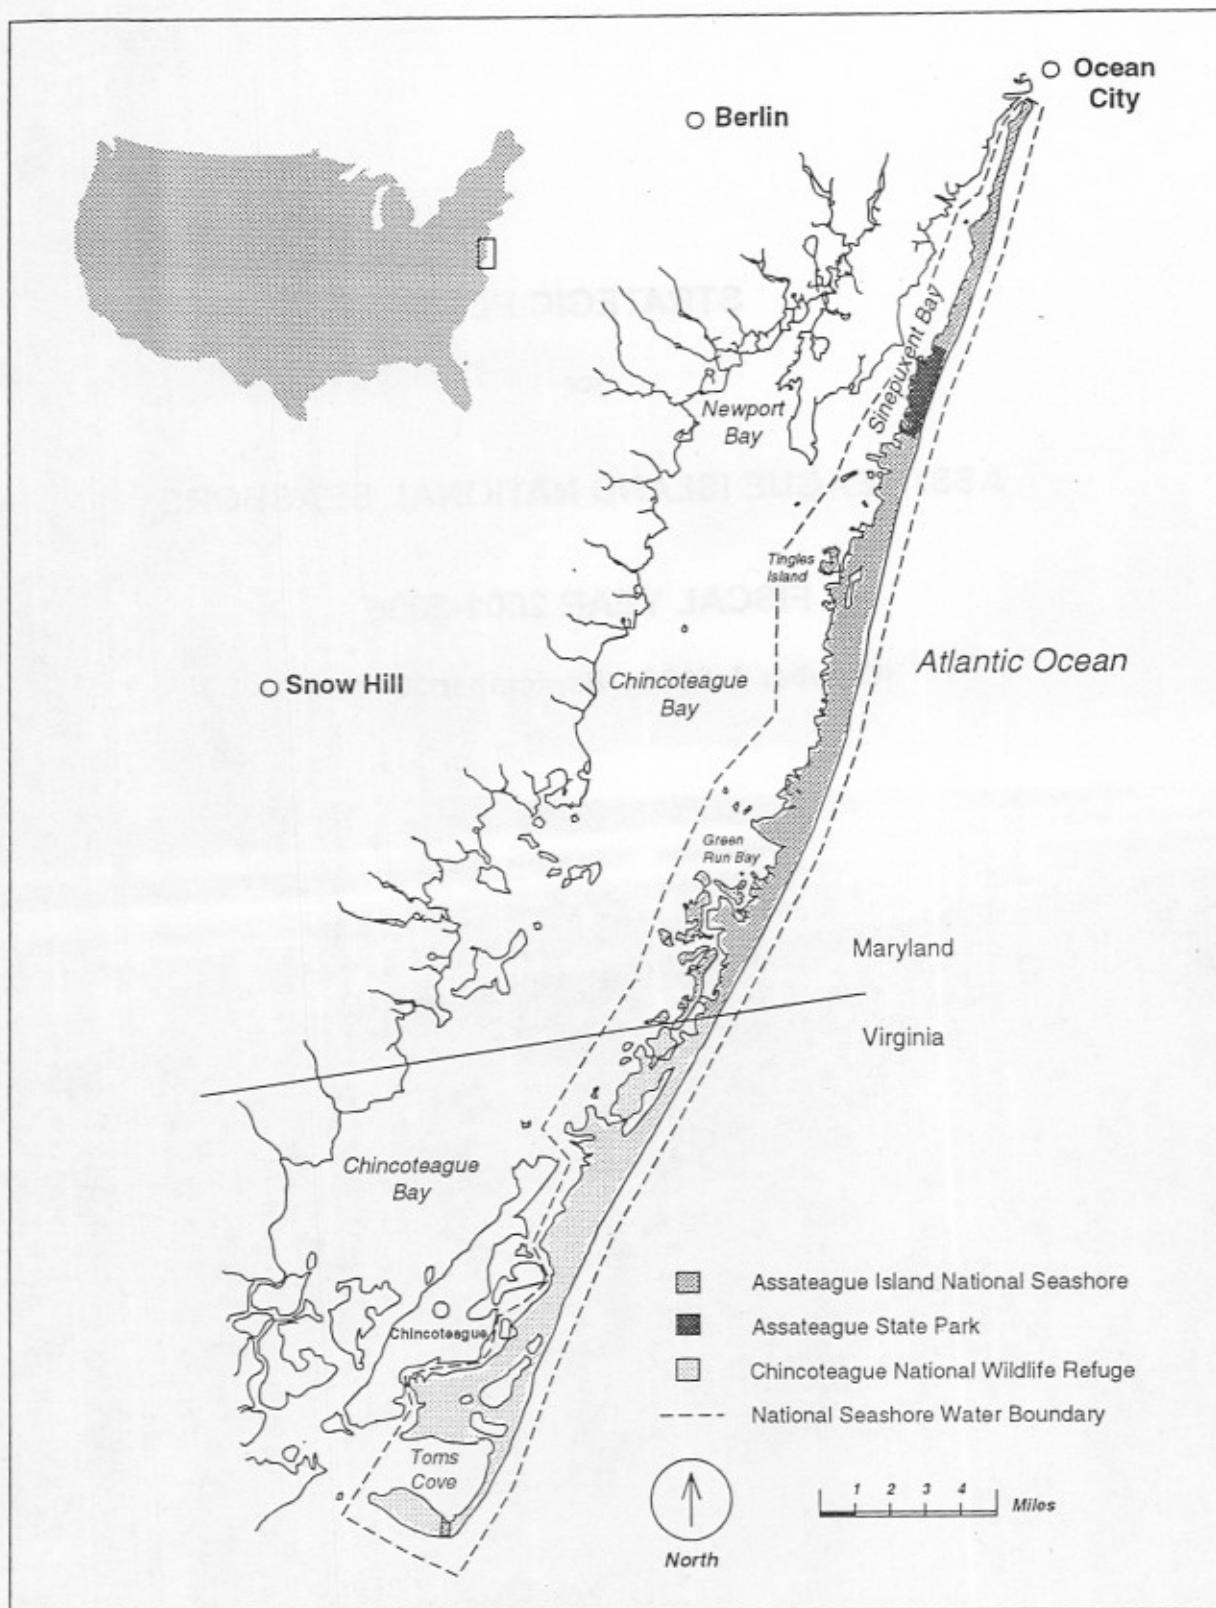 Ocean
City
Berlin
Sinepuxent Bay
Newport
Bay
Tingles
Island
Atlantic Ocean
Snow Hill
Chincoteague
Bay
Green
Run Bay
Maryland
Virginia
Chincoteague
Bay
Chincoteague
Assateague Island National Seashore
Assateague State Park
Chincoteague National Wildlife Refuge
National Seashore Water Boundary
Toms
Cove
1 2 3 4
Miles
North